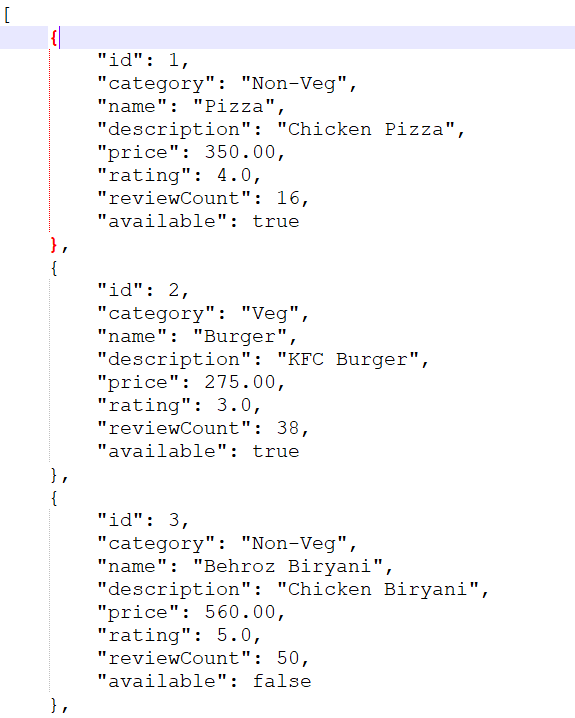 [
{
"id": 1,
"category": "Non-Veg",
"name": "Pizza",
"description": "Chicken Pizza",
"price": 350.00,
"rating": 4.0,
"reviewCount": 16,
"available": true
},
{
"id": 2,
"category": "Veg",
"name": "Burger",
"description": "KFC Burger",
"price": 275.00,
"rating": 3.0,
"reviewCount": 38,
"available": true
},
{
"id": 3,
"category": "Non-Veg",
"name": "Behroz Biryani",
"description": "Chicken Biryani",
"price": 560.00,
"rating": 5.0,
"reviewCount": 50,
"available": false
},